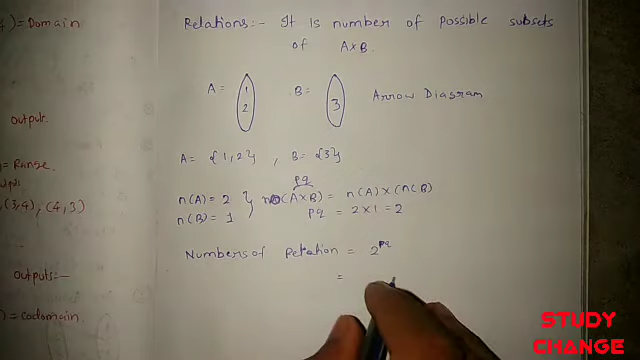 ) = Domain
output.
= Range
(3,4), (4,3)
outputs:-
) = codomain.
Relations:- It is number of possible subsets
of A×B.
A = 1 2 B = 3 Arrow Diagram
A = {1,2} , B = {3}
pq
n(A) = 2 } n(A×B) = n(A)×(n(B)
n(B) = 1 pq = 2×1 = 2
Numbers of Relation = 2^pq
=
STUDY
CHANGE